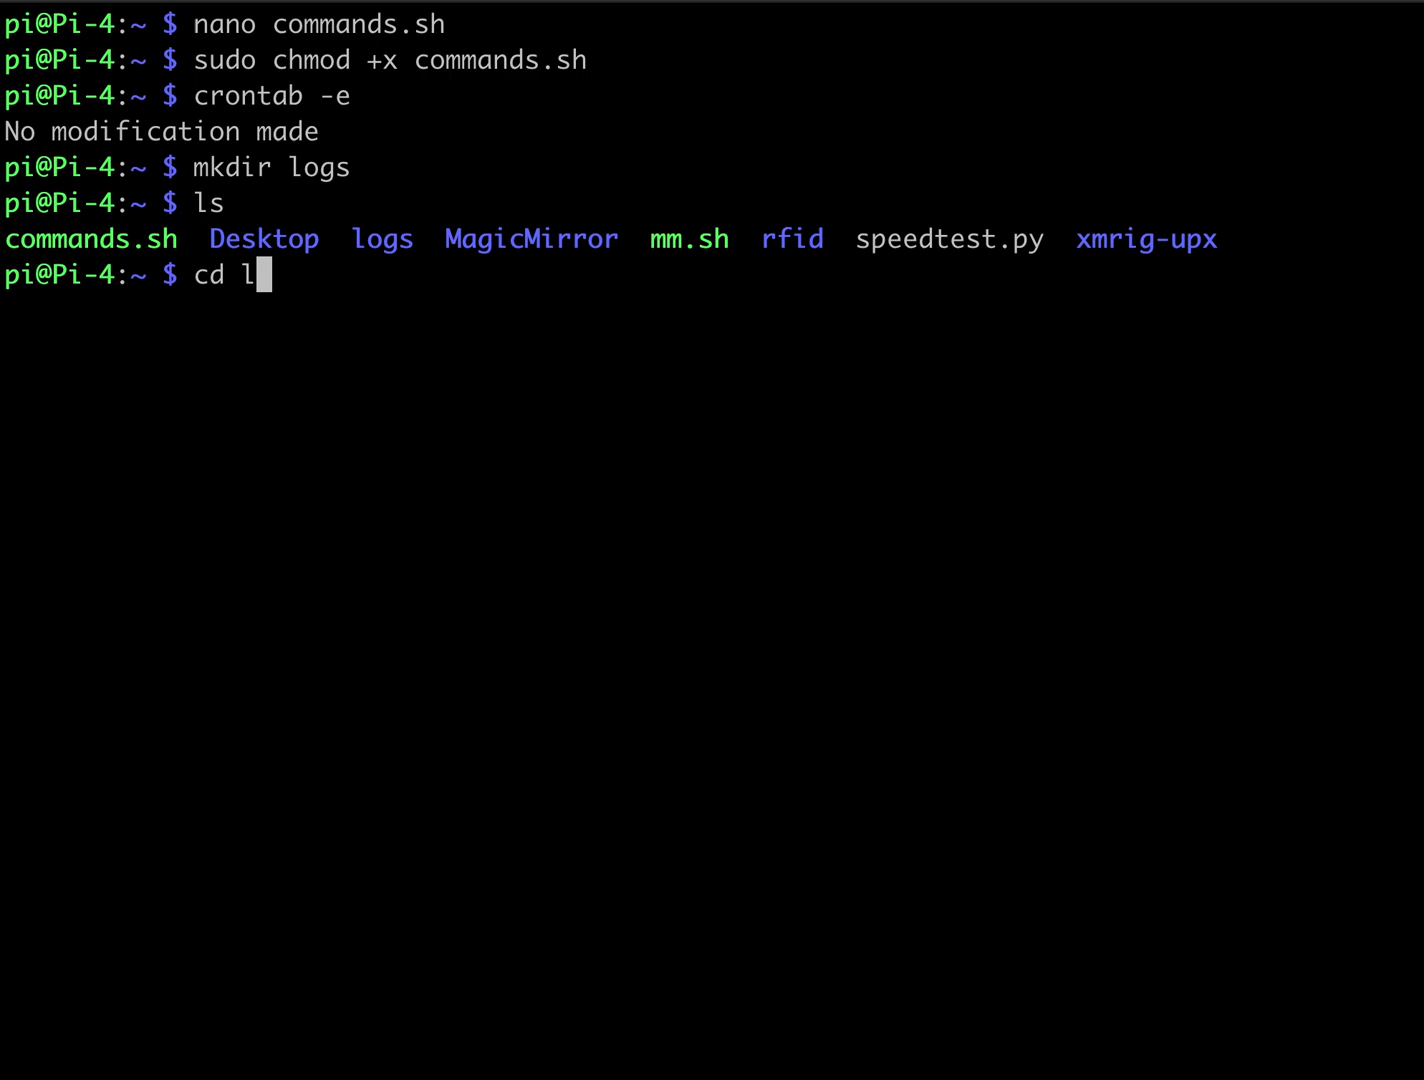 pi@Pi-4:~ $ nano commands.sh
pi@Pi-4:~ $ sudo chmod +x commands.sh
pi@Pi-4:~ $ crontab -e
No modification made
pi@Pi-4:~ $ mkdir logs
pi@Pi-4:~ $ ls
commands.sh  Desktop  logs  MagicMirror  mm.sh  rfid  speedtest.py  xmrig-upx
pi@Pi-4:~ $ cd l